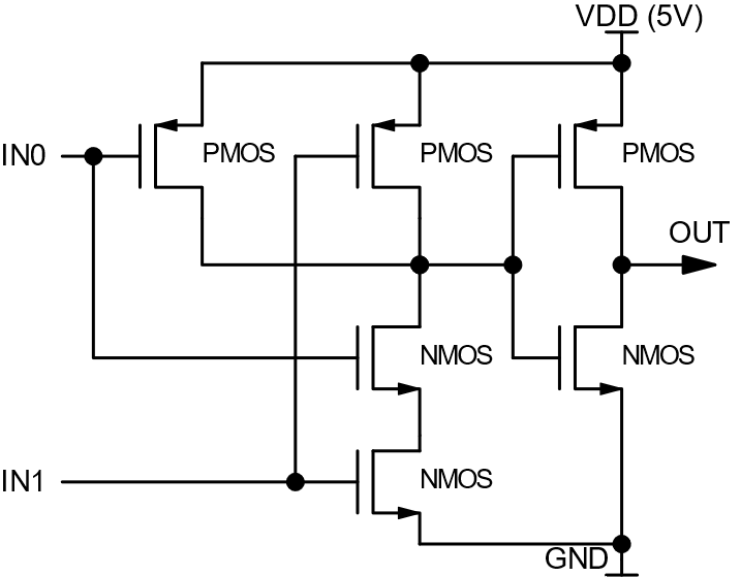 VDD (5V)
IN0
PMOS
PMOS
PMOS
OUT
NMOS
NMOS
IN1
NMOS
GND